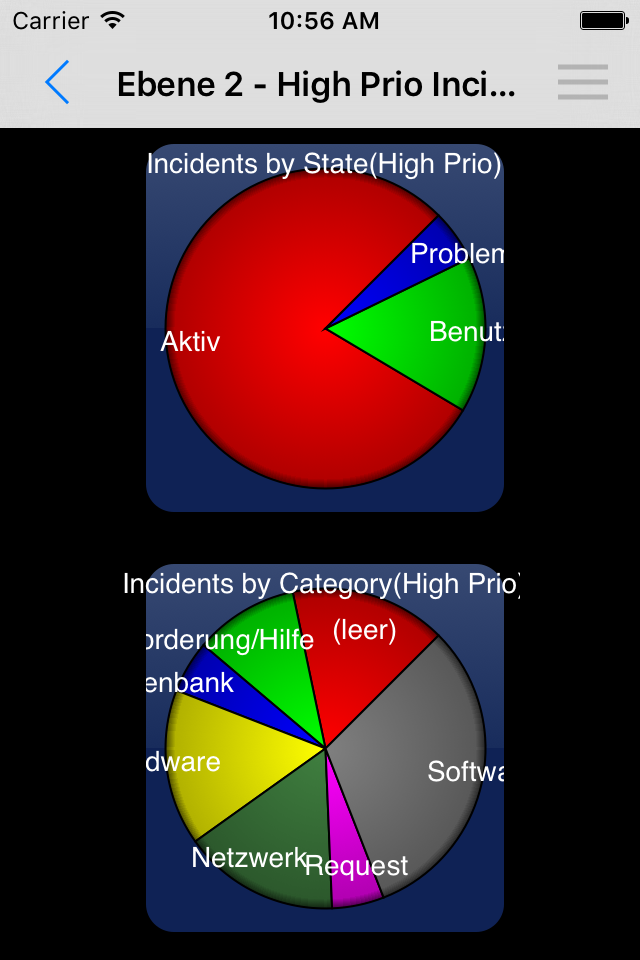 Carrier 10:56 AM
Ebene 2 - High Prio Inci...
Incidents by State(High Prio)
Problem
Benut
Aktiv
Incidents by Category(High Prio)
(leer)
orderung/Hilfe
enbank
dware
Softwa
Netzwerk
Request